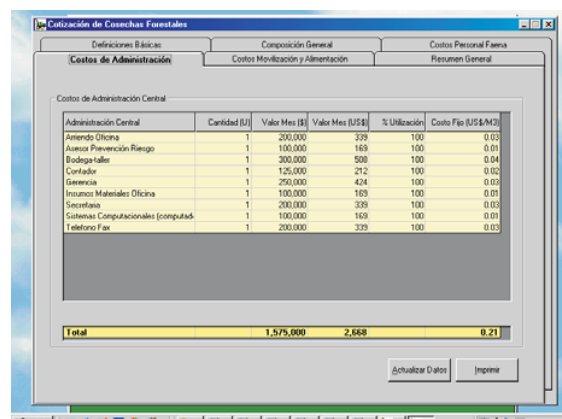 Cotización de Cosechas Forestales
Definiciones Básicas Composición General Costos Personal Faena
Costos de Administración Costos Movilización y Alimentación Resumen General
Costos de Administración Central
Administración Central Cantidad (U) Valor Mes ($) Valor Mes (US$) % Utilización Costo Fijo (US$/M3)
Arriendo Oficina 1 200,000 339 100 0.03
Asesor Prevención Riesgo 1 100,000 169 100 0.01
Bodega-taller 1 300,000 508 100 0.04
Contador 1 125,000 212 100 0.02
Gerencia 1 250,000 424 100 0.03
Insumos Materiales Oficina 1 100,000 169 100 0.01
Secretaria 1 200,000 339 100 0.03
Sistemas Computacionales (computad 1 100,000 169 100 0.01
Telefono Fax 1 200,000 339 100 0.03
Total 1,575,000 2,668 0.21
Actualizar Datos Imprimir